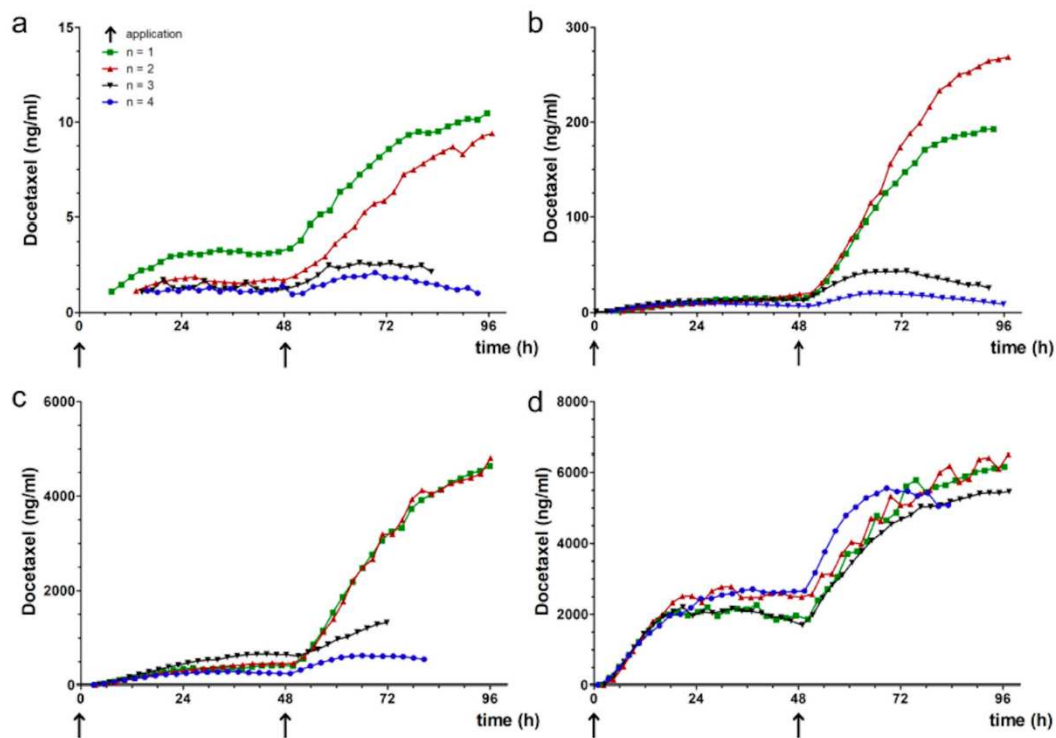 a
b
application
n = 1
n = 2
n = 3
n = 4
Docetaxel (ng/ml)
15
10
5
0
0
24
48
72
96
time (h)
Docetaxel (ng/ml)
300
200
100
0
0
24
48
72
96
time (h)
c
d
Docetaxel (ng/ml)
6000
4000
2000
0
0
24
48
72
96
time (h)
Docetaxel (ng/ml)
8000
6000
4000
2000
0
0
24
48
72
96
time (h)